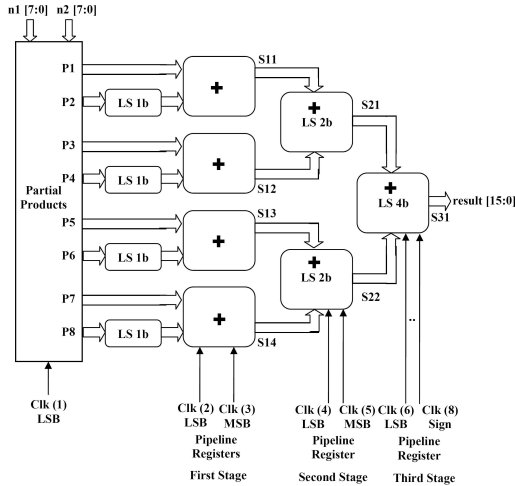 n1 [7:0] n2 [7:0]
P1
P2
P3
P4
Partial
Products
P5
P6
P7
P8
LS 1b
LS 1b
LS 1b
LS 1b
+
+
+
+
S11
S12
S13
S14
+
LS 2b
+
LS 2b
S21
S22
+
LS 4b
S31
result [15:0]
..
Clk (1)
LSB
Clk (2) Clk (3)
LSB MSB
Pipeline
Registers
First Stage
Clk (4) Clk (5)
LSB MSB
Pipeline
Register
Second Stage
Clk (6) Clk (8)
LSB Sign
Pipeline
Register
Third Stage